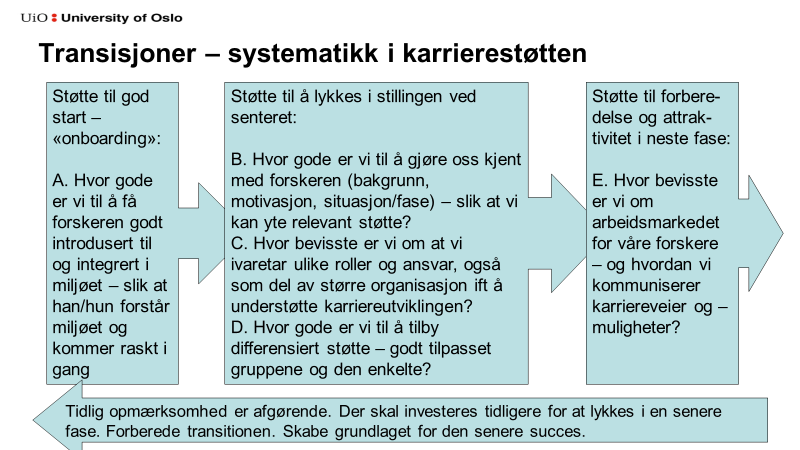 UiO University of Oslo
Transisjoner – systematikk i karrierestøtten
Støtte til god
start –
«onboarding»:
A. Hvor gode
er vi til å få
forskeren godt
introdusert til
og integrert i
miljøet – slik at
han/hun forstår
miljøet og
kommer raskt i
gang
Støtte til å lykkes i stillingen ved
senteret:
B. Hvor gode er vi til å gjøre oss kjent
med forskeren (bakgrunn,
motivasjon, situasjon/fase) – slik at vi
kan yte relevant støtte?
C. Hvor bevisste er vi om at vi
ivaretar ulike roller og ansvar, også
som del av større organisasjon ift å
understøtte karriereutviklingen?
D. Hvor gode er vi til å tilby
differensiert støtte – godt tilpasset
gruppene og den enkelte?
Støtte til forbere-
delse og attrak-
tivitet i neste fase:
E. Hvor bevisste
er vi om
arbeidsmarkedet
for våre forskere
– og hvordan vi
kommuniserer
karriereveier og –
muligheter?
Tidlig opmærksomhed er afgørende. Der skal investeres tidligere for at lykkes i en senere
fase. Forberede transitionen. Skabe grundlaget for den senere succes.